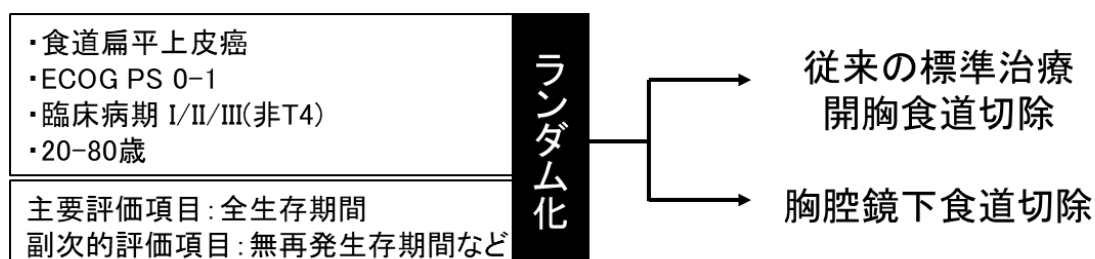 ・食道扁平上皮癌
・ECOG PS 0-1
・臨床病期 I/II/III(非T4)
・20-80歳
主要評価項目：全生存期間
副次的評価項目：無再発生存期間など
ランダム化
従来の標準治療
開胸食道切除
胸腔鏡下食道切除